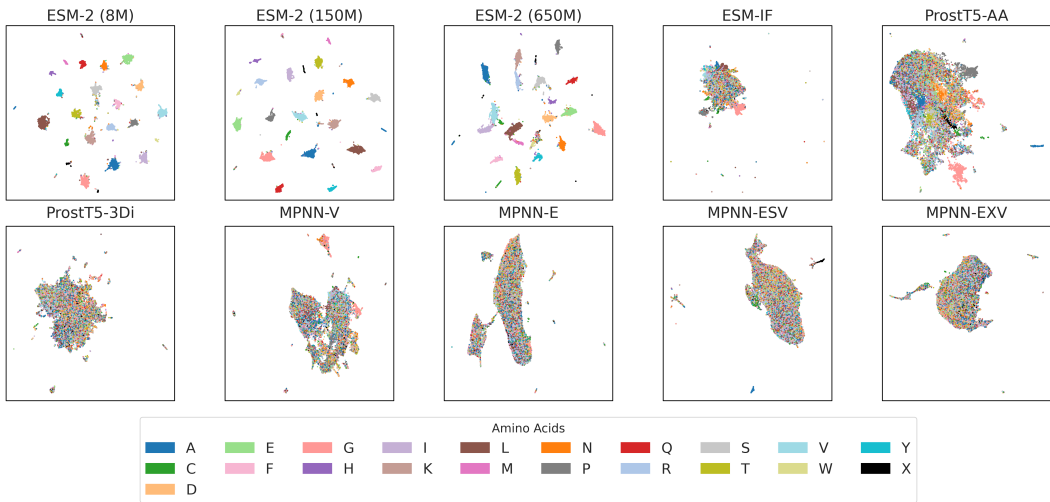 ESM-2 (8M) ESM-2 (150M) ESM-2 (650M) ESM-IF ProstT5-AA
ProstT5-3Di MPNN-V MPNN-E MPNN-ESV MPNN-EXV
Amino Acids
A E G I L N Q S V Y
C F H K M P R T W X
D